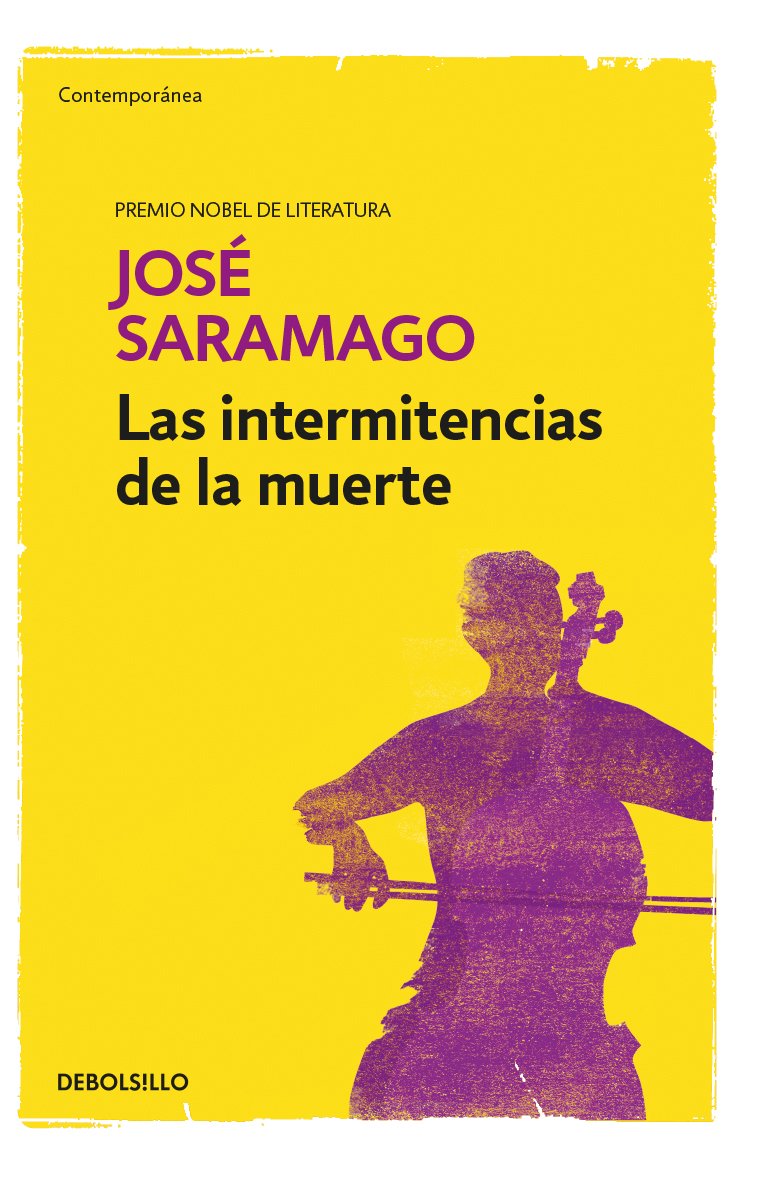 Contemporánea
PREMIO NOBEL DE LITERATURA
JOSÉ
SARAMAGO
Las intermitencias
de la muerte
DEBOLS!LLO